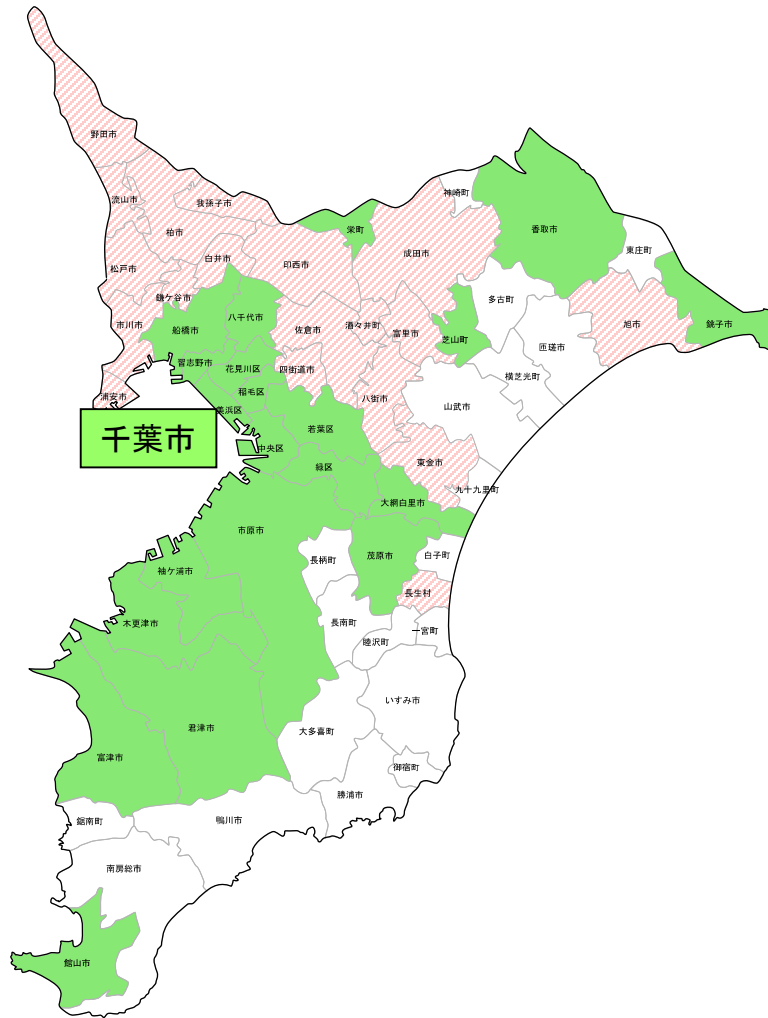 野田市
流山市
我孫子市
柏市
白井市
松戸市
鎌ケ谷市
市川市
船橋市
八千代市
習志野市
花見川区
浦安市
稲毛区
美浜区
千葉市
中央区
若葉区
緑区
印西市
栄町
成田市
神崎町
香取市
東庄町
佐倉市
酒々井町
富里市
芝山町
多古町
旭市
銚子市
匝瑳市
四街道市
八街市
横芝光町
山武市
東金市
九十九里町
大網白里市
市原市
長柄町
茂原市
白子町
袖ケ浦市
長生村
木更津市
長南町
一宮町
睦沢町
いすみ市
君津市
大多喜町
富津市
御宿町
勝浦市
鋸南町
鴨川市
南房総市
館山市